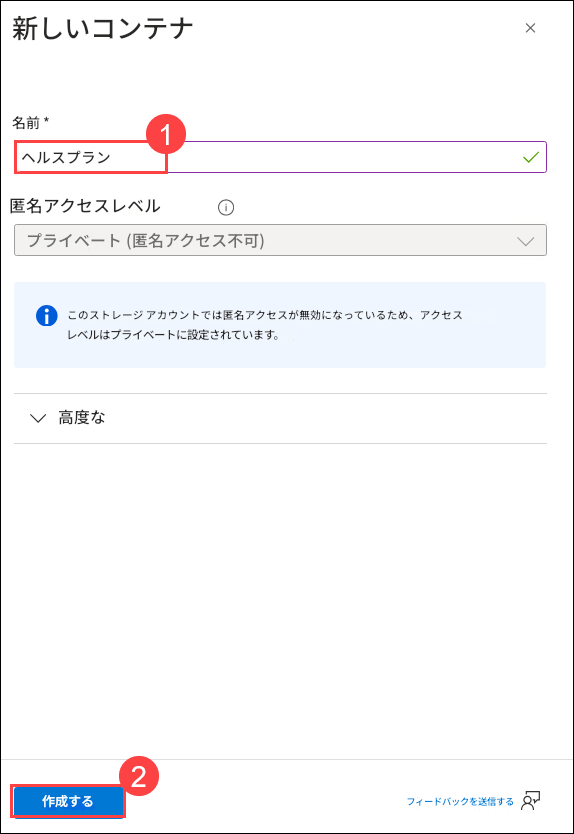 新しいコンテナ
名前 *
1
ヘルスプラン
匿名アクセスレベル
プライベート (匿名アクセス不可)
このストレージ アカウントでは匿名アクセスが無効になっているため、アクセス
レベルはプライベートに設定されています。
高度な
2
作成する
フィードバックを送信する